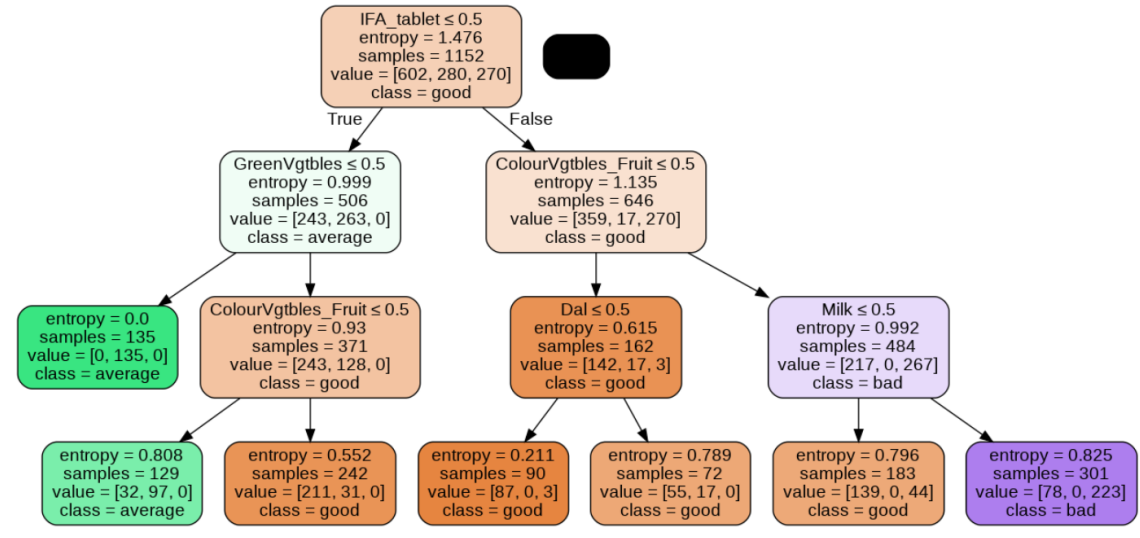 IFA_tablet ≤ 0.5
entropy = 1.476
samples = 1152
value = [602, 280, 270]
class = good
True
False
GreenVgtbles ≤ 0.5
entropy = 0.999
samples = 506
value = [243, 263, 0]
class = average
ColourVgtbles_Fruit ≤ 0.5
entropy = 1.135
samples = 646
value = [359, 17, 270]
class = good
entropy = 0.0
samples = 135
value = [0, 135, 0]
class = average
ColourVgtbles_Fruit ≤ 0.5
entropy = 0.93
samples = 371
value = [243, 128, 0]
class = good
Dal ≤ 0.5
entropy = 0.615
samples = 162
value = [142, 17, 3]
class = good
Milk ≤ 0.5
entropy = 0.992
samples = 484
value = [217, 0, 267]
class = bad
entropy = 0.808
samples = 129
value = [32, 97, 0]
class = average
entropy = 0.552
samples = 242
value = [211, 31, 0]
class = good
entropy = 0.211
samples = 90
value = [87, 0, 3]
class = good
entropy = 0.789
samples = 72
value = [55, 17, 0]
class = good
entropy = 0.796
samples = 183
value = [139, 0, 44]
class = good
entropy = 0.825
samples = 301
value = [78, 0, 223]
class = bad